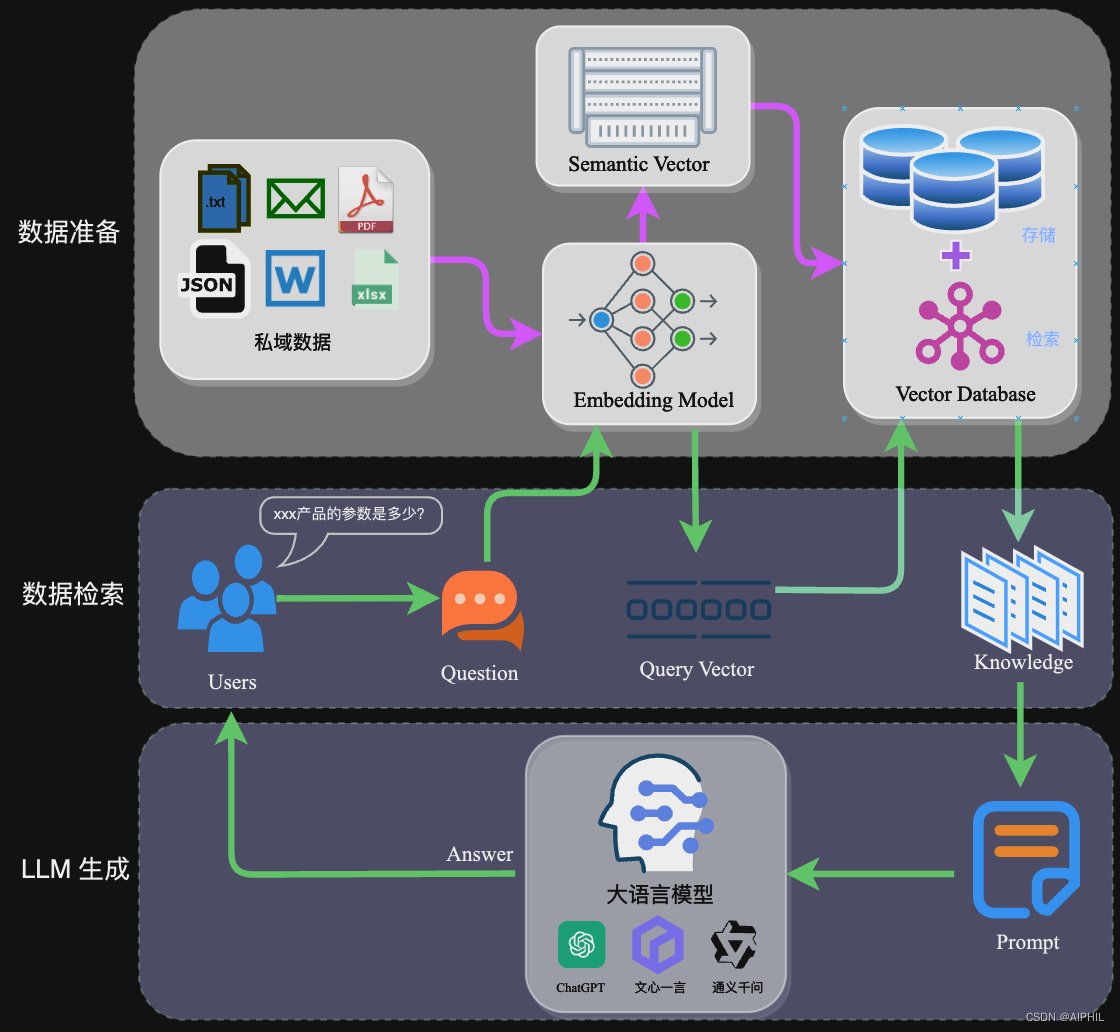 数据准备
.txt
PDF
JSON
W
xlsx
私域数据
Semantic Vector
Embedding Model
存储
检索
Vector Database
数据检索
xxx产品的参数是多少?
Users
Question
Query Vector
Knowledge
LLM 生成
Answer
大语言模型
ChatGPT
文心一言
通义千问
Prompt
CSDN @AIPHIL